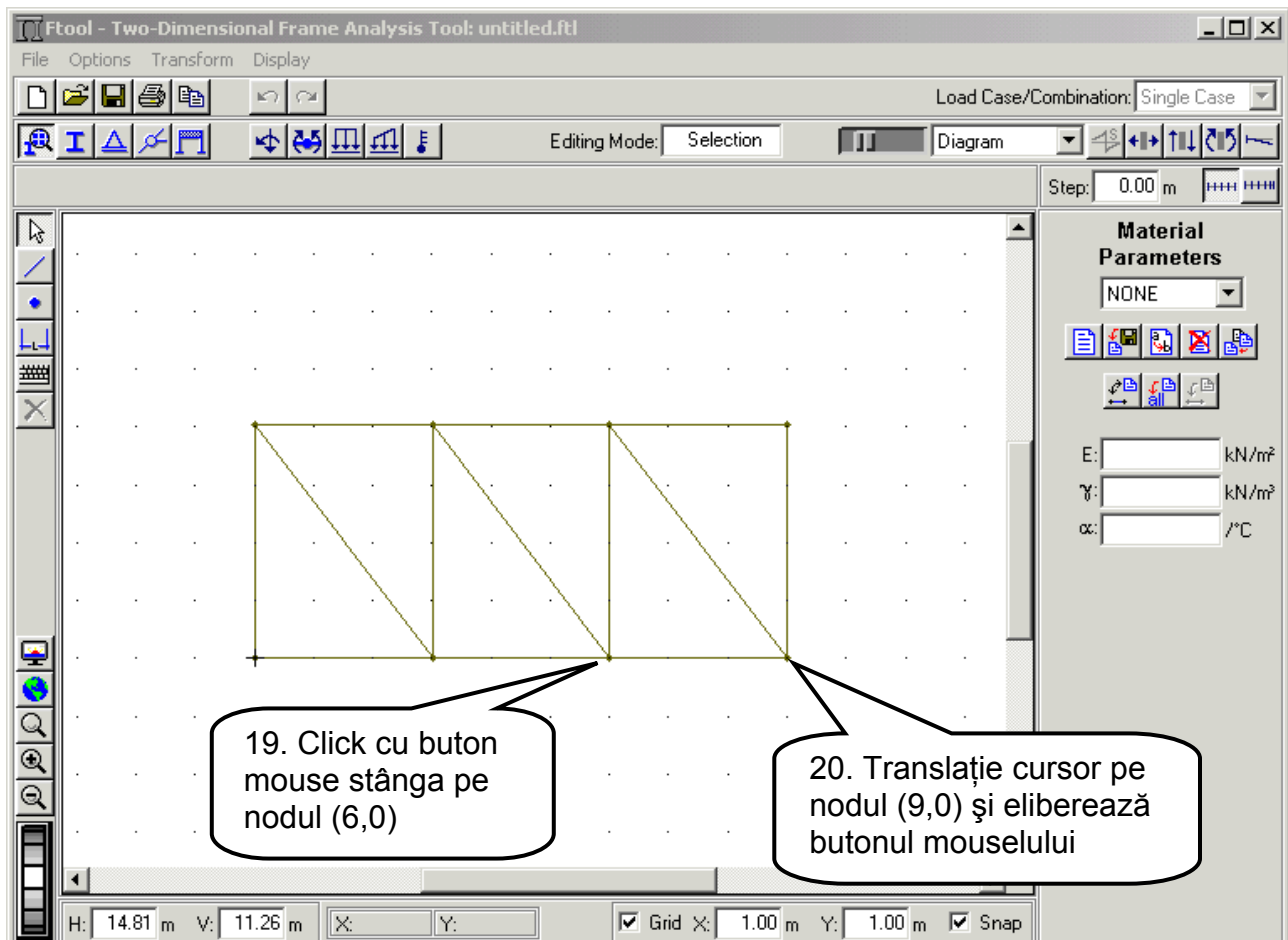 Ftool - Two-Dimensional Frame Analysis Tool: untitled.ftl
File Options Transform Display
Load Case/Combination: Single Case
Editing Mode: Selection Diagram
Step: 0.00 m
Material
Parameters
NONE
all
E: kN/m²
γ: kN/m³
α: /°C
19. Click cu buton
mouse stânga pe
nodul (6,0)
20. Translație cursor pe
nodul (9,0) şi eliberează
butonul mouselului
H: 14.81 m V: 11.26 m X: Y: Grid X: 1.00 m Y: 1.00 m Snap